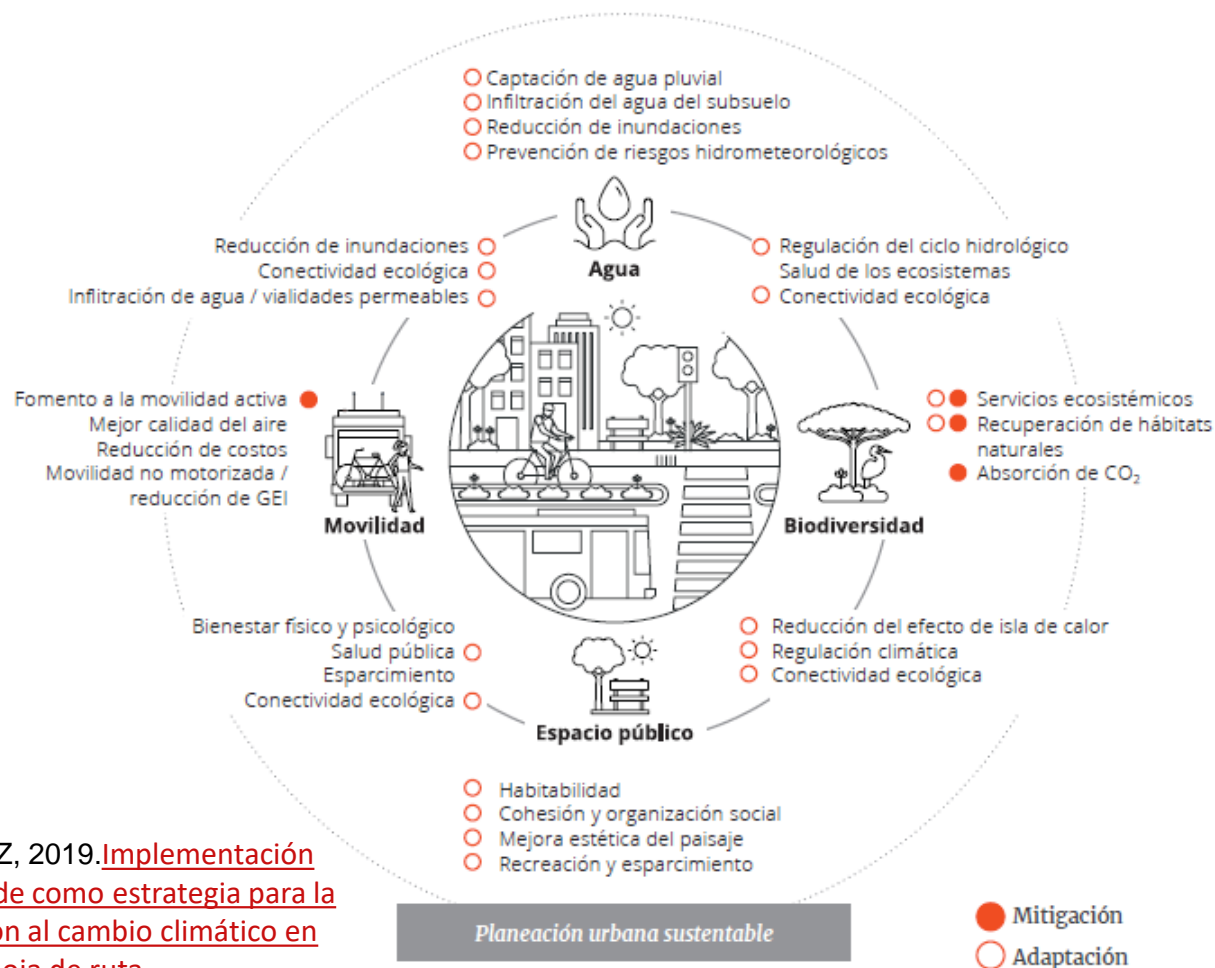 Captación de agua pluvial
Infiltración del agua del subsuelo
Reducción de inundaciones
Prevención de riesgos hidrometeorológicos
Agua
Reducción de inundaciones
Conectividad ecológica
Inflitración de agua / vialidades permeables
Regulación del ciclo hidrológico
Salud de los ecosistemas
Conectividad ecológica
Fomento a la movilidad activa
Mejor calidad del aire
Reducción de costos
Movilidad no motorizada /
reducción de GEI
Movilidad
Servicios ecosistémicos
Recuperación de hábitats
naturales
Absorción de CO₂
Biodiversidad
Bienestar físico y psicológico
Salud pública
Esparcimiento
Conectividad ecológica
Reducción del efecto de isla de calor
Regulación climática
Conectividad ecológica
Espacio público
Habitabilidad
Cohesión y organización social
Mejora estética del paisaje
Recreación y esparcimiento
Z, 2019. Implementación
de como estrategia para la
ón al cambio climático en
Planeación urbana sustentable
Mitigación
Adaptación